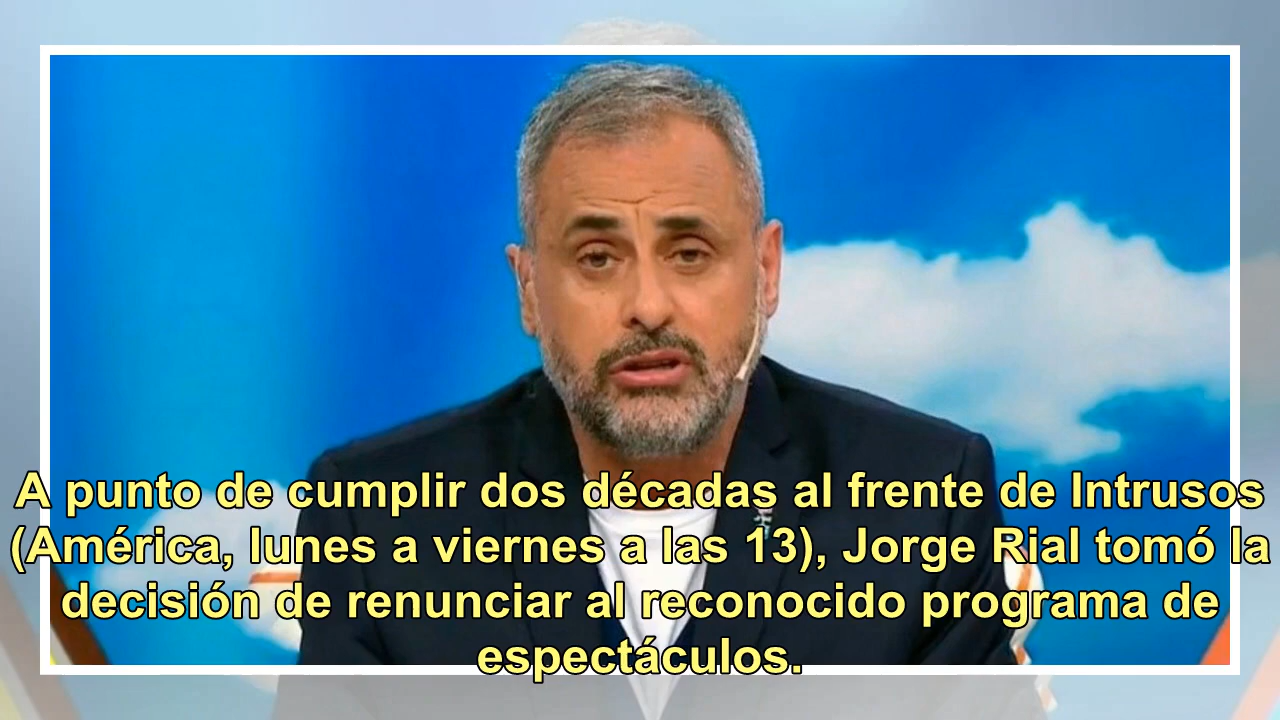 A punto de cumplir dos décadas al frente de Intrusos
(América, lunes a viernes a las 13), Jorge Rial tomó la
decisión de renunciar al reconocido programa de
espectáculos.